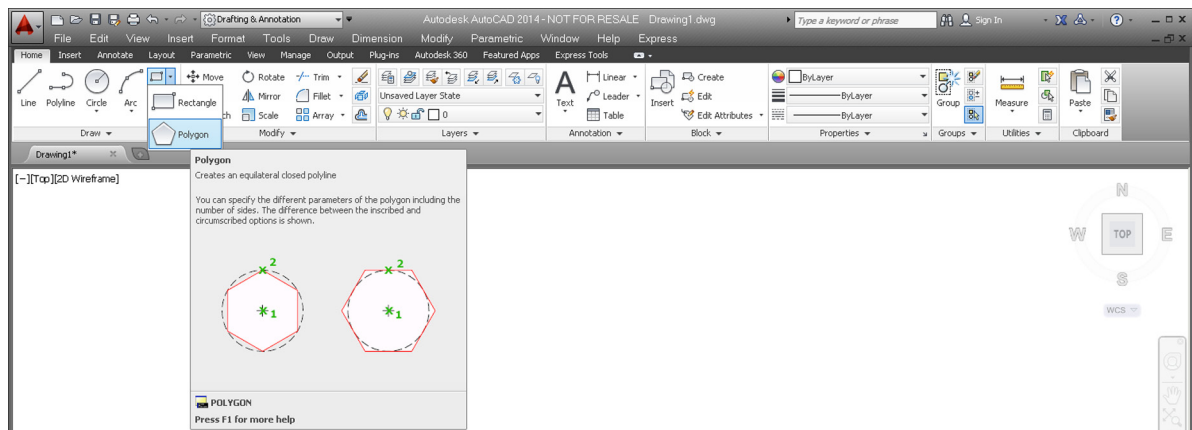 Drafting & Annotation
Autodesk AutoCAD 2014 - NOT FOR RESALE Drawing1.dwg
Type a keyword or phrase
Sign In
File Edit View Insert Format Tools Draw Dimension Modify Parametric Window Help Express
Home Insert Annotate Layout Parametric View Manage Output Plug-ins Autodesk 360 Featured Apps Express Tools
Line Polyline Circle Arc
Rectangle
Polygon
Draw
Move Rotate Trim
Mirror Fillet
ch Scale Array
Modify
Unsaved Layer State
0
Layers
Text
Linear
Leader
Table
Annotation
Insert
Create
Edit
Edit Attributes
Block
ByLayer
ByLayer
ByLayer
Properties
Group
Groups
Measure
Utilities
Paste
Clipboard
Drawing1*
[-][Top][2D Wireframe]
Polygon
Creates an equilateral closed polyline
You can specify the different parameters of the polygon including the
number of sides. The difference between the inscribed and
circumscribed options is shown.
2
1
2
1
POLYGON
Press F1 for more help
N
W TOP E
S
WCS